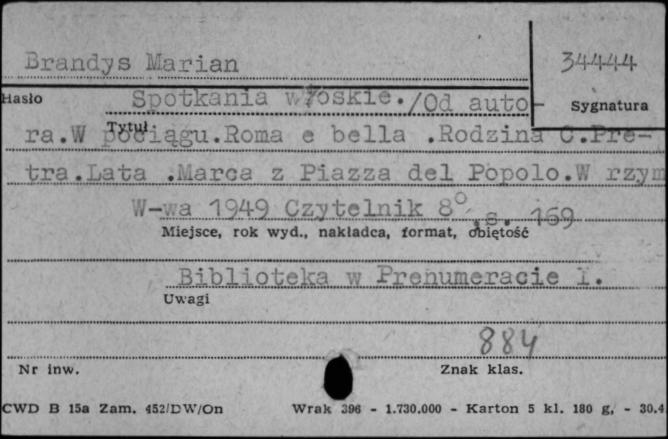 Brandys Marian
34444
Hasło
Spotkania włoskie./Od auto-
Sygnatura
Tytuł
ra.W pociągu.Roma e bella .Rodzina C.Pre-
tra.Lata .Marca z Piazza del Popolo.W rzym
W-wa 1949 Czytelnik 8° .s. 169
Miejsce, rok wyd., nakładca, format, objętość
Biblioteka w Prenumeracie I.
Uwagi
884
Nr inw.
Znak klas.
CWD B 15a Zam. 452/DW/On
Wrak 396 - 1.730.000 - Karton 5 kl. 180 g, - 30.4